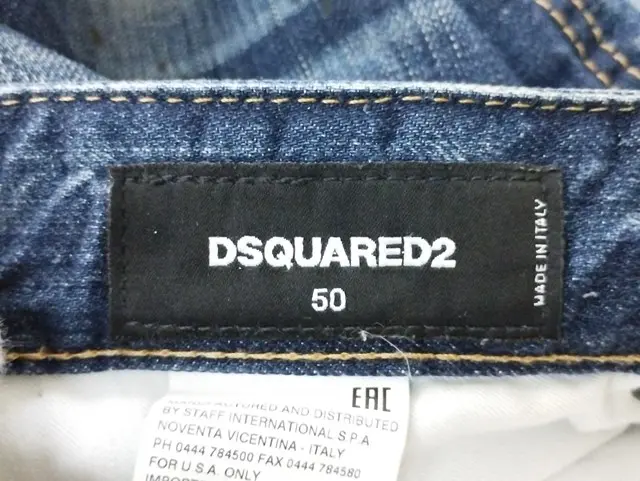 DSQUARED2
50
MADE IN ITALY
EAC
MANUFACTURED AND DISTRIBUTED
BY STAFF INTERNATIONAL S.P.A
NOVENTA VICENTINA - ITALY
PH 0444 784500 FAX 0444 784580
FOR U.S.A. ONLY